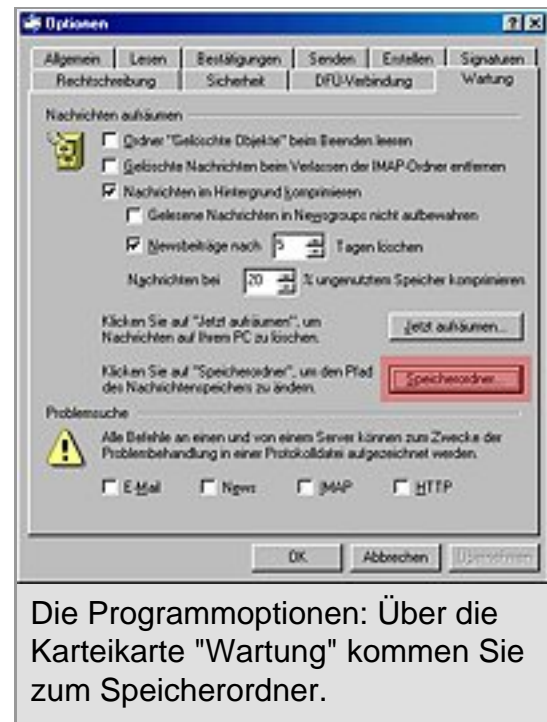 Optionen
Allgemein Lesen Bestätigungen Senden Erstellen Signaturen
Rechtschreibung Sicherheit DFÜ-Verbindung Wartung
Nachrichten aufräumen
Ordner "Gelöschte Objekte" beim Beenden leeren
Gelöschte Nachrichten beim Verlassen der IMAP-Ordner entfernen
Nachrichten im Hintergrund komprimieren
Gelesene Nachrichten in Newsgroups nicht aufbewahren
Newsbeiträge nach 5 Tagen löschen
Nachrichten bei 20 % ungenutztem Speicher komprimieren
Klicken Sie auf "Jetzt aufräumen", um
Nachrichten auf Ihrem PC zu löschen.
Jetzt aufräumen...
Klicken Sie auf "Speicherordner", um den Pfad
des Nachrichtenspeichers zu ändern.
Speicherordner...
Problemsuche
Alle Befehle an einen und von einem Server können zum Zwecke der
Problembehandlung in einer Protokolldatei aufgezeichnet werden.
E-Mail News IMAP HTTP
OK Abbrechen Übernehmen
Die Programmoptionen: Über die
Karteikarte "Wartung" kommen Sie
zum Speicherordner.